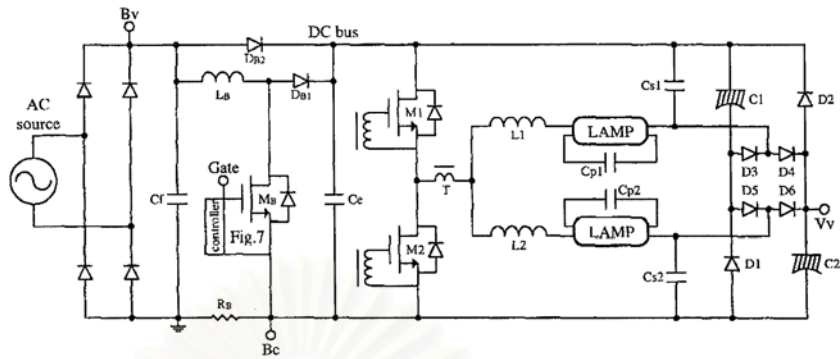 Bv
DC bus
DB2
AC
source
LB
DB1
M1
Cs1
C1
D2
L1
LAMP
Cp1
D3
D4
Gate
MB
controller
Fig.7
Cf
Ce
T
D5
D6
Vv
Cp2
M2
L2
LAMP
D1
C2
Cs2
RB
Bc